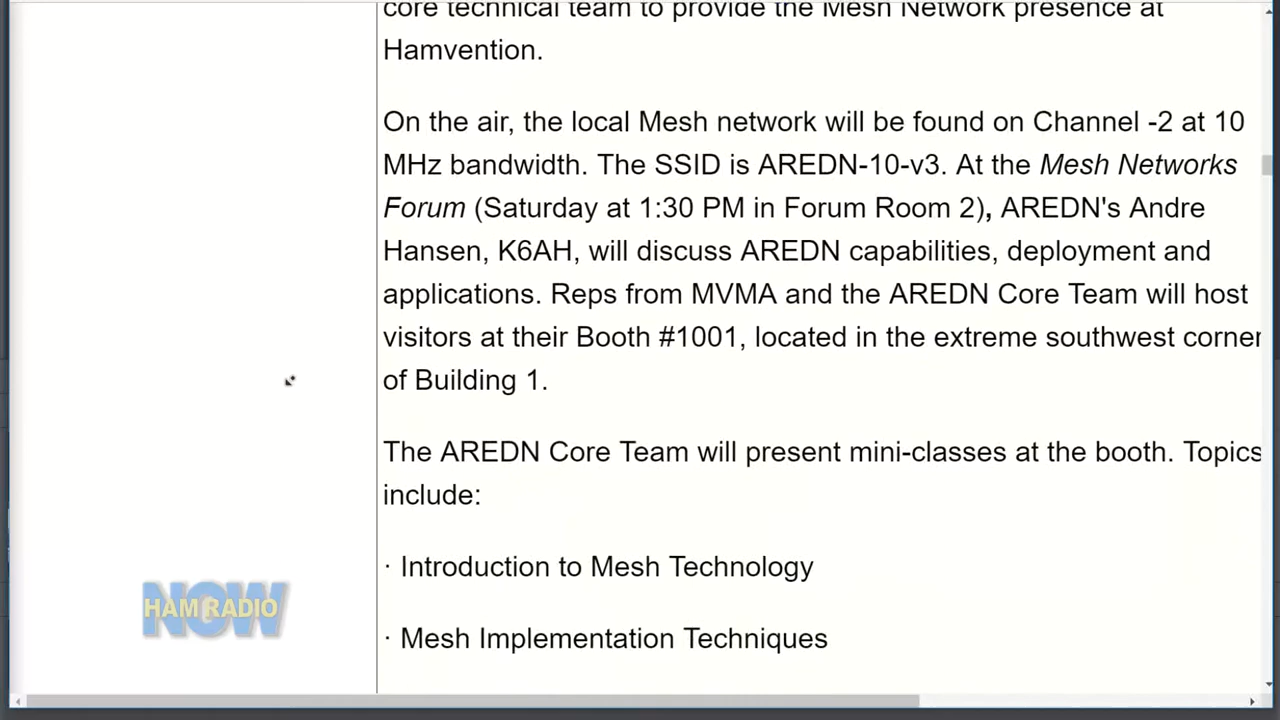 core technical team to provide the Mesh Network presence at
Hamvention.
On the air, the local Mesh network will be found on Channel -2 at 10
MHz bandwidth. The SSID is AREDN-10-v3. At the Mesh Networks
Forum (Saturday at 1:30 PM in Forum Room 2), AREDN's Andre
Hansen, K6AH, will discuss AREDN capabilities, deployment and
applications. Reps from MVMA and the AREDN Core Team will host
visitors at their Booth #1001, located in the extreme southwest corner
of Building 1.
The AREDN Core Team will present mini-classes at the booth. Topics
include:
· Introduction to Mesh Technology
· Mesh Implementation Techniques
NOW
HAM RADIO